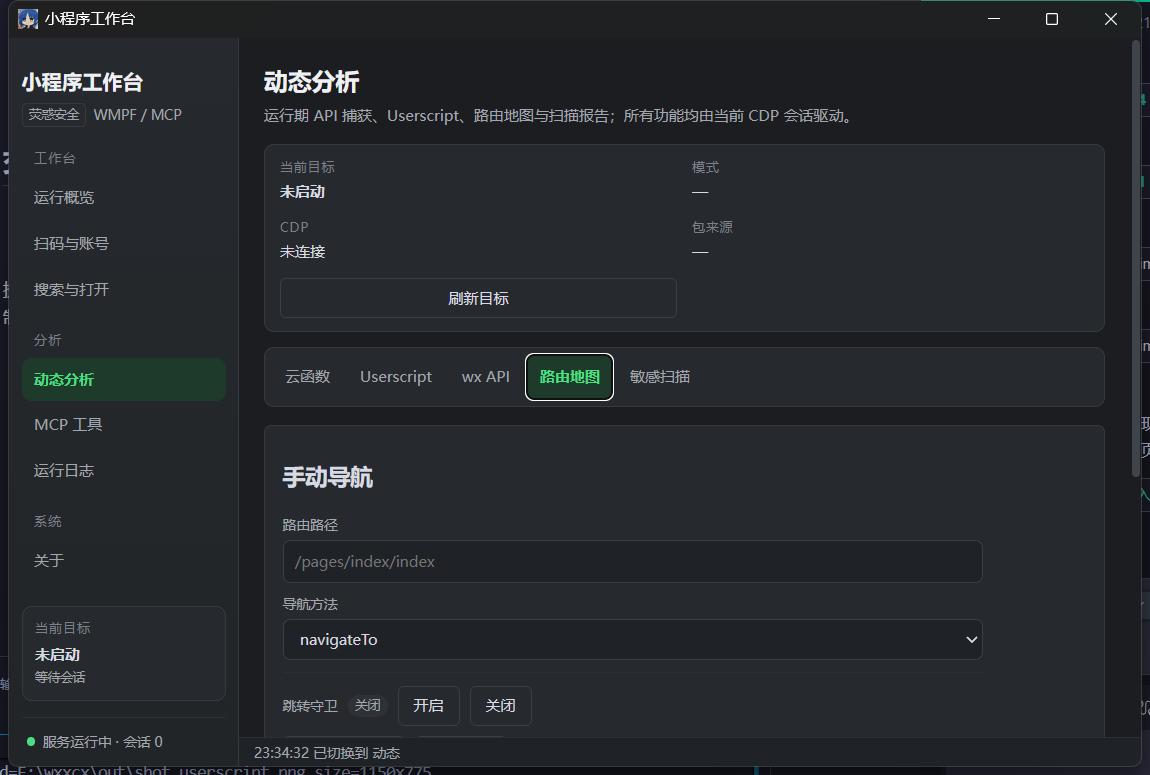 小程序工作台
小程序工作台
荧惑安全 WMPF / MCP
工作台
运行概览
扫码与账号
搜索与打开
分析
动态分析
MCP 工具
运行日志
系统
关于
当前目标
未启动
等待会话
服务运行中 · 会话 0
动态分析
运行期 API 捕获、Userscript、路由地图与扫描报告；所有功能均由当前 CDP 会话驱动。
当前目标
未启动
模式
—
CDP
未连接
包来源
—
刷新目标
云函数 Userscript wx API 路由地图 敏感扫描
手动导航
路由路径
/pages/index/index
导航方法
navigateTo
跳转守卫 关闭 开启 关闭
23:34:32 已切换到 动态
d=E:\wxxcx\out\shot_userscript.png size=1150x775